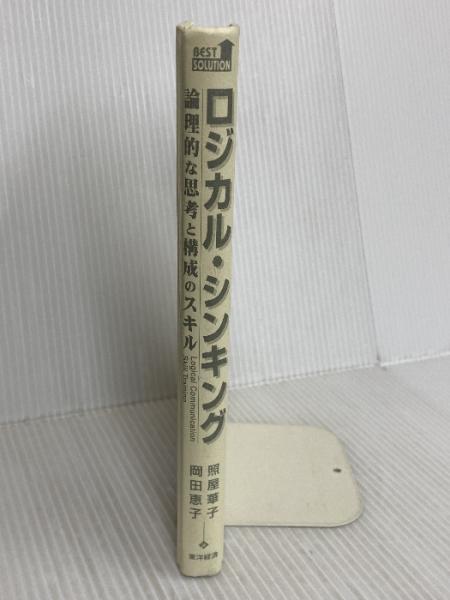 BEST
SOLUTION
ロジカル・シンキング
論理的な思考と構成のスキル
Logical Communication
Skill Training
照屋華子
岡田恵子
東洋経済